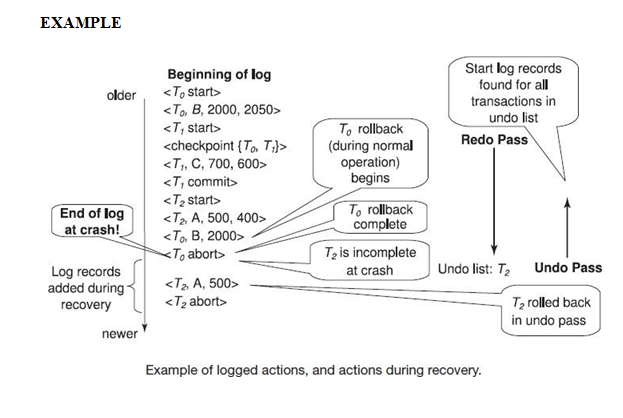 EXAMPLE
Beginning of log
older
<T0 start>
<T0, B, 2000, 2050>
<T1 start>
<checkpoint {T0, T1}>
<T1, C, 700, 600>
<T1 commit>
<T2 start>
<T2, A, 500, 400>
<T0, B, 2000>
<T0 abort>
<T2, A, 500>
<T2 abort>
End of log
at crash!
Log records
added during
recovery
newer
T0 rollback
(during normal
operation)
begins
T0 rollback
complete
T2 is incomplete
at crash
Start log records
found for all
transactions in
undo list
Redo Pass
Undo list: T2
Undo Pass
T2 rolled back
in undo pass
Example of logged actions, and actions during recovery.